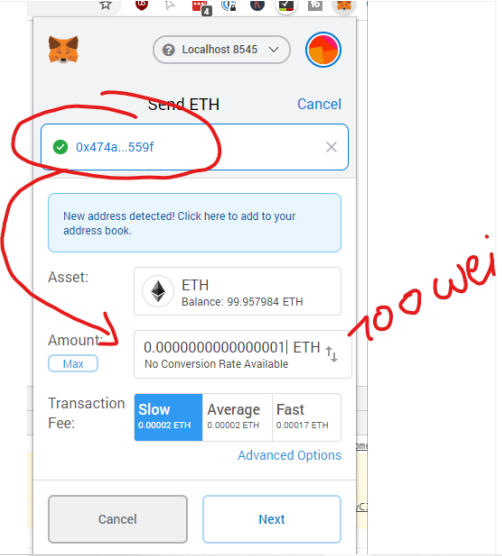 4
Localhost 8545
Send ETH Cancel
0x474a...559f
New address detected! Click here to add to your
address book.
Asset:
ETH
Balance: 99.957984 ETH
100 wei
Amount:
0.0000000000000001 ETH
Max
No Conversion Rate Available
Transaction
Fee:
Slow Average Fast
0.00002 ETH 0.00002 ETH 0.00017 ETH
Advanced Options
Cancel Next